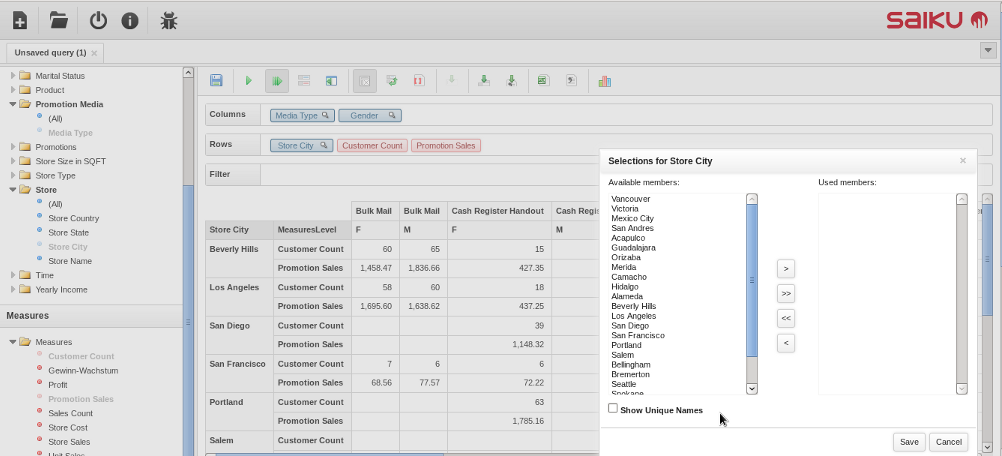 saiku
Unsaved query (1)
Marital Status
Product
Promotion Media
(All)
Media Type
Promotions
Store Size in SQFT
Store Type
Store
(All)
Store Country
Store State
Store City
Store Name
Time
Yearly Income
Measures
Measures
Customer Count
Gewinn-Wachstum
Profit
Promotion Sales
Sales Count
Store Cost
Store Sales
Unit Sales
Columns Media Type Gender
Rows Store City Customer Count Promotion Sales
Filter
Bulk Mail Bulk Mail Cash Register Handout Cash Regis
Store City MeasuresLevel F M F M
Beverly Hills Customer Count 60 65 15
Promotion Sales 1,458.47 1,836.66 427.35
Los Angeles Customer Count 58 60 18
Promotion Sales 1,695.60 1,638.62 437.25
San Diego Customer Count 39
Promotion Sales 1,148.32
San Francisco Customer Count 7 6 6
Promotion Sales 68.56 77.57 72.22
Portland Customer Count 63
Promotion Sales 1,785.16
Salem Customer Count
Selections for Store City
Available members: Used members:
Vancouver
Victoria
Mexico City
San Andres
Acapulco
Guadalajara
Orizaba
Merida
Camacho
Hidalgo
Alameda
Beverly Hills
Los Angeles
San Diego
San Francisco
Portland
Salem
Bellingham
Bremerton
Seattle
Spokane
>
>>
<<
<
Show Unique Names
Save Cancel